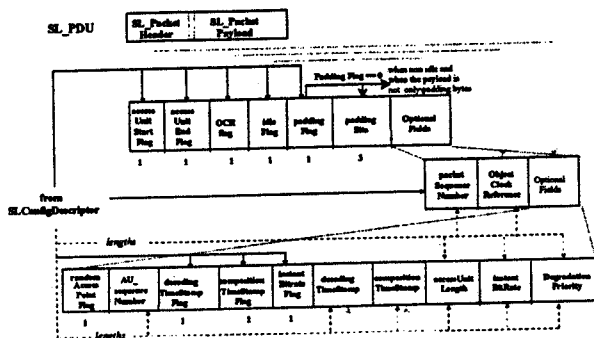 SL_PDU
SL_Packet Header
SL_Packet Payload
Padding Flag
when non idle and
when the payload is
not only padding bytes
access Unit Start Flag
access Unit End Flag
OCR flag
idle Flag
padding Flag
padding Bits
Optional Fields
1 1 1 1 1 3
packet Sequence Number
Object Clock Reference
Optional Fields
from
SLConfigDescriptor
lengths
random Access Point Flag
AU_ sequence Number
decoding TimeStamp Flag
composition TimeStamp Flag
instant Bitrate Flag
decoding TimeStamp
composition TimeStamp
accessUnit Length
instant BitRate
Degradation Priority
1 1 1 1
lengths